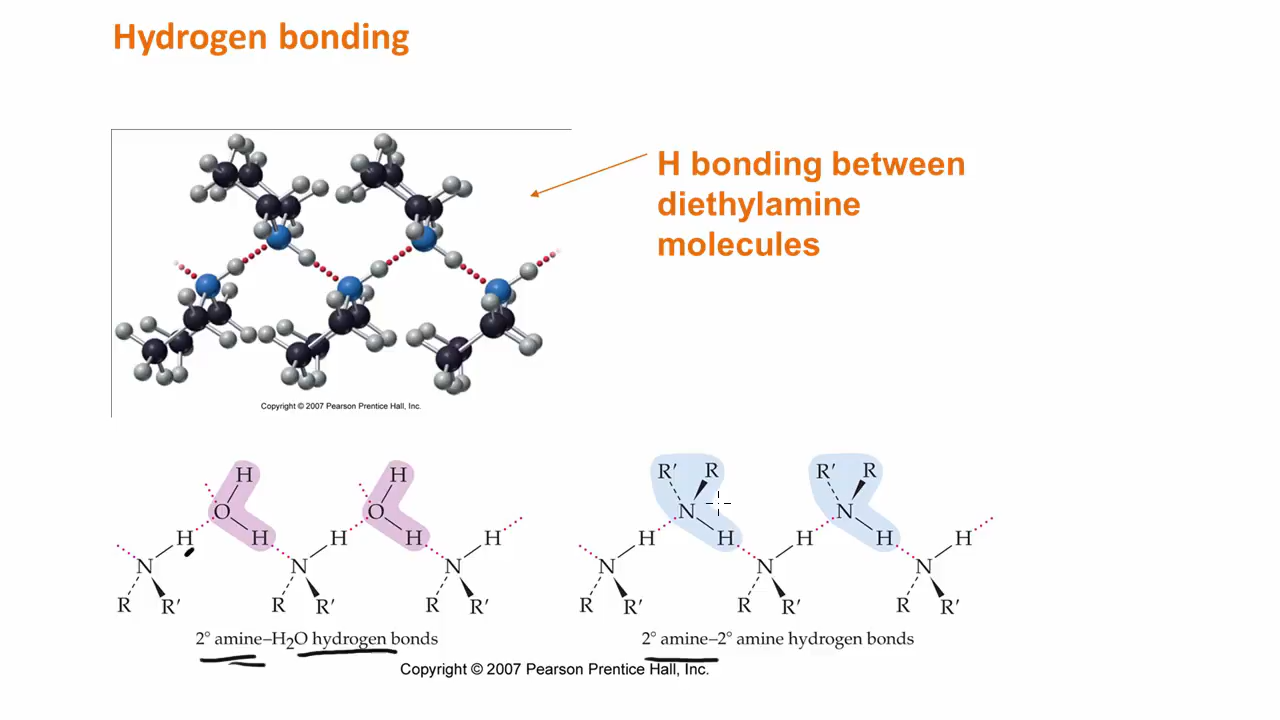 Hydrogen bonding
H bonding between
diethylamine
molecules
Copyright © 2007 Pearson Prentice Hall, Inc.
H H R′ R R′ R
O O N N
H H H H H H H H H H
N N N N N N
R R′ R R′ R R′ R R′ R R′ R R′
2° amine–H2O hydrogen bonds
2° amine–2° amine hydrogen bonds
Copyright © 2007 Pearson Prentice Hall, Inc.